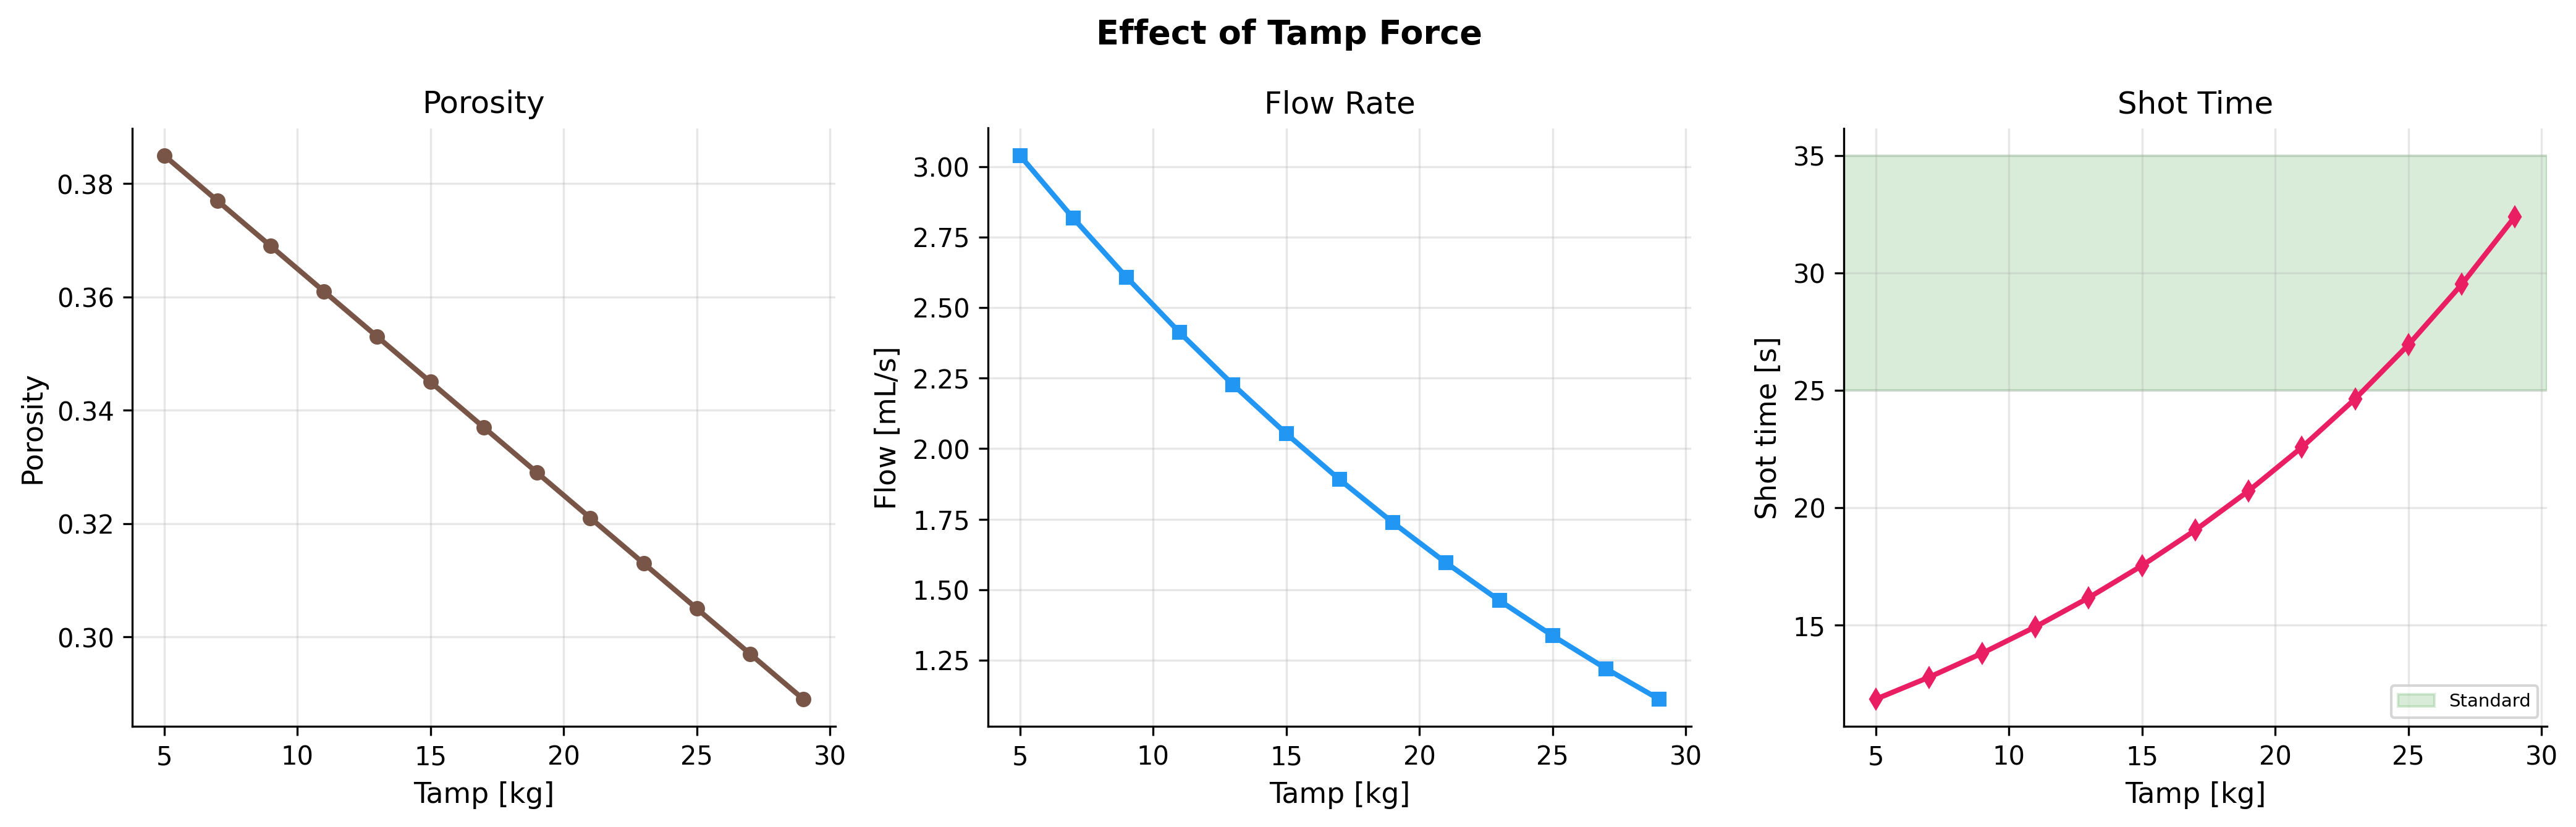 Effect of Tamp Force
Porosity
Porosity
0.38
0.36
0.34
0.32
0.30
5 10 15 20 25 30
Tamp [kg]
Flow Rate
Flow [mL/s]
3.00
2.75
2.50
2.25
2.00
1.75
1.50
1.25
5 10 15 20 25 30
Tamp [kg]
Shot Time
Shot time [s]
35
30
25
20
15
Standard
5 10 15 20 25 30
Tamp [kg]